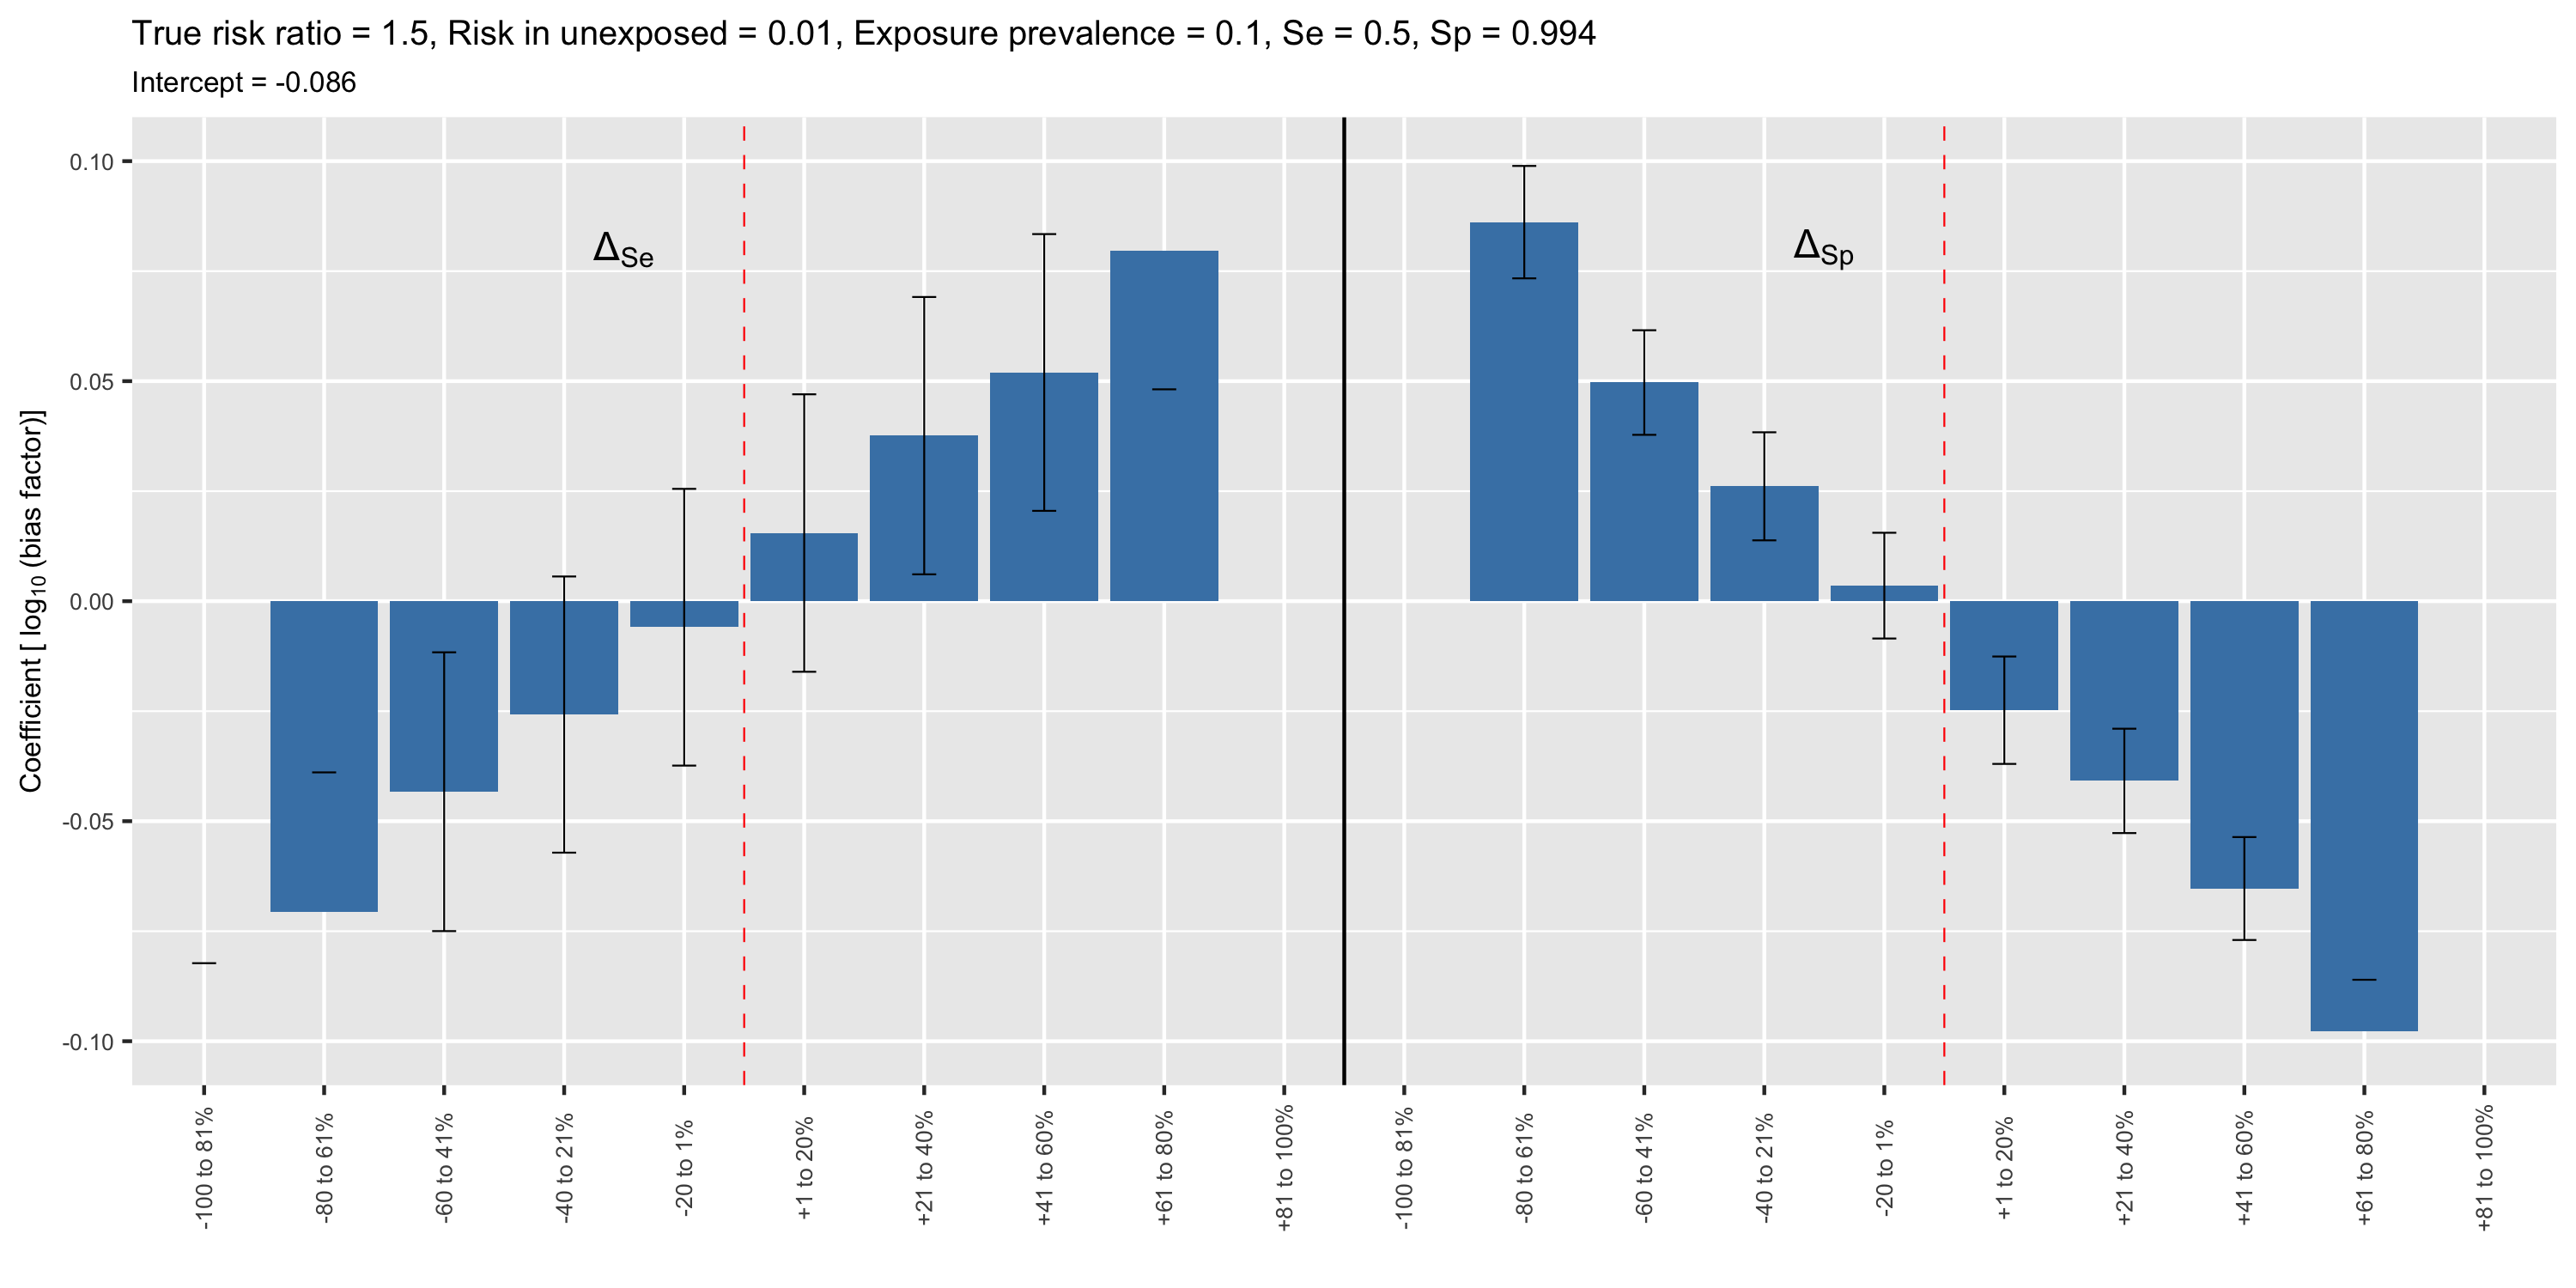 True risk ratio = 1.5, Risk in unexposed = 0.01, Exposure prevalence = 0.1, Se = 0.5, Sp = 0.994
Intercept = -0.086
Coefficient [ log10 (bias factor)]
0.10
0.05
0.00
-0.05
-0.10
ΔSe
ΔSp
-100 to 81%
-80 to 61%
-60 to 41%
-40 to 21%
-20 to 1%
+1 to 20%
+21 to 40%
+41 to 60%
+61 to 80%
+81 to 100%
-100 to 81%
-80 to 61%
-60 to 41%
-40 to 21%
-20 to 1%
+1 to 20%
+21 to 40%
+41 to 60%
+61 to 80%
+81 to 100%